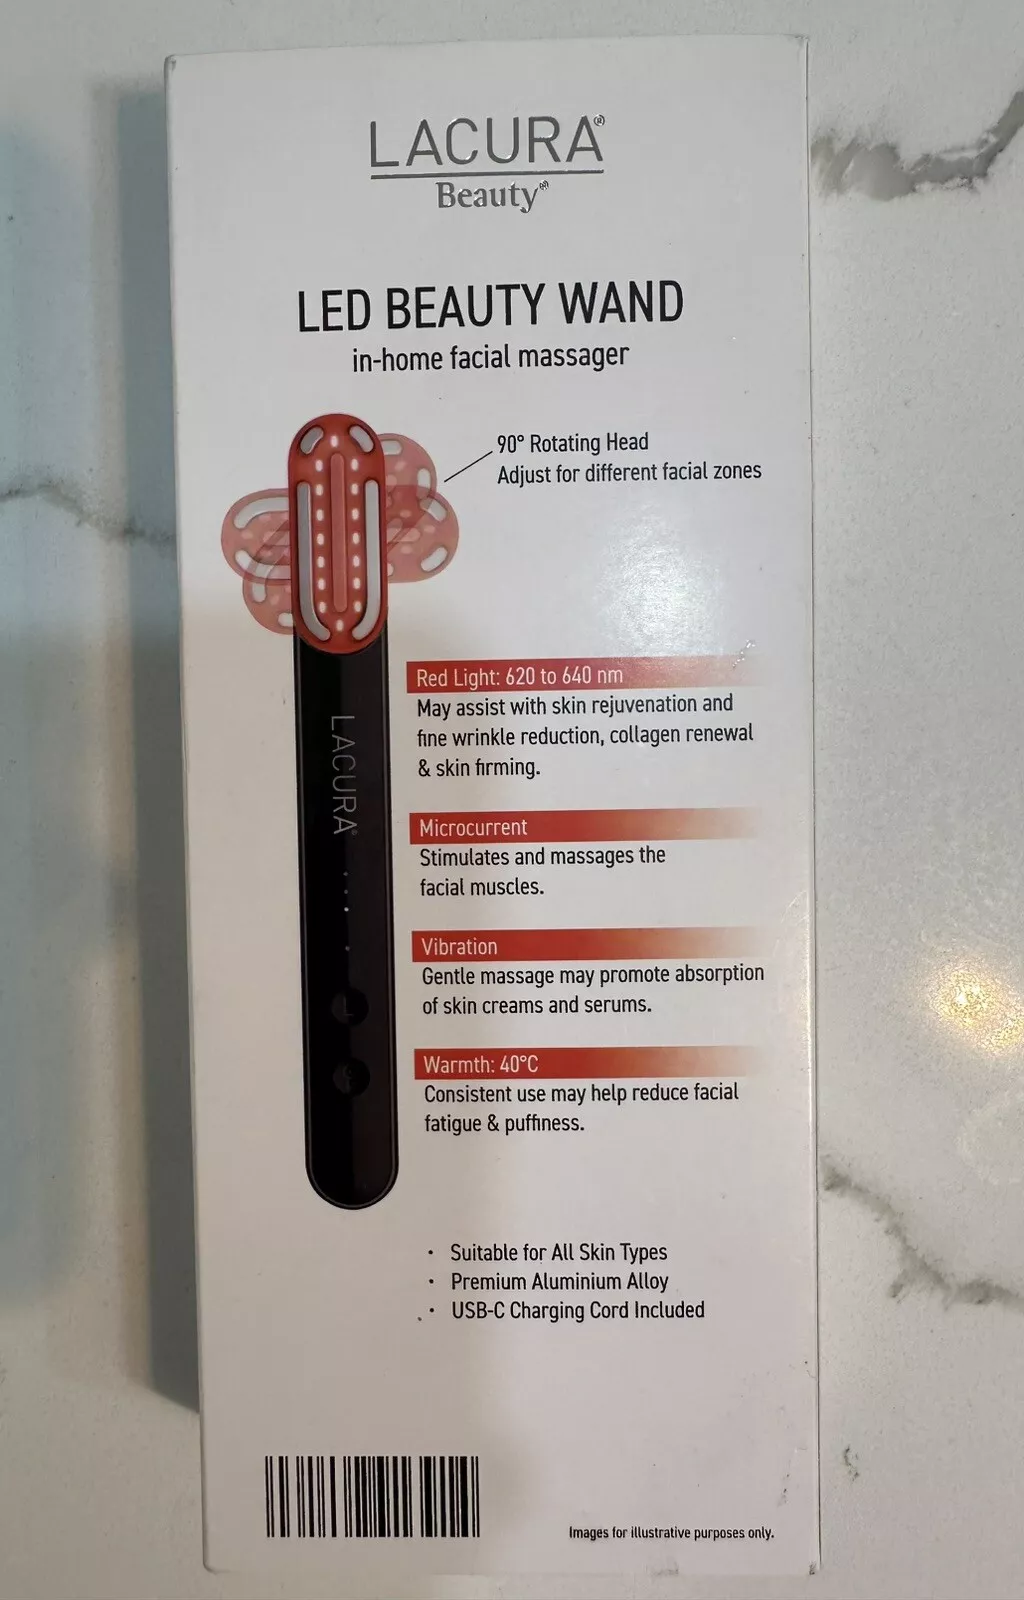 LACURA®
Beauty®
LED BEAUTY WAND
in-home facial massager
90° Rotating Head
Adjust for different facial zones
Red Light: 620 to 640 nm
May assist with skin rejuvenation and
fine wrinkle reduction, collagen renewal
& skin firming.
LACURA®
Microcurrent
Stimulates and massages the
facial muscles.
Vibration
Gentle massage may promote absorption
of skin creams and serums.
Warmth: 40°C
Consistent use may help reduce facial
fatigue & puffiness.
• Suitable for All Skin Types
• Premium Aluminium Alloy
• USB-C Charging Cord Included
Images for illustrative purposes only.